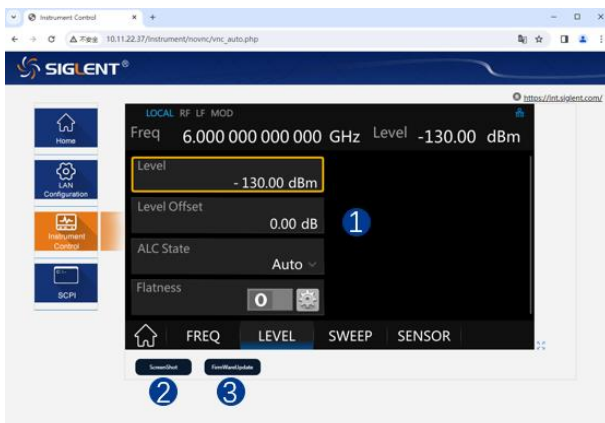 Instrument Control
不安全 10.11.22.37/Instrument/novnc/vnc_auto.php
SIGLENT®
https://int.siglent.com/
LOCAL RF LF MOD
Freq 6.000 000 000 000 GHz Level -130.00 dBm
Home
LAN
Configuration
Instrument
Control
SCPI
Level
- 130.00 dBm
Level Offset
0.00 dB
1
ALC State
Auto
Flatness
0
FREQ LEVEL SWEEP SENSOR
ScreenShot FirmWareUpdate
2 3